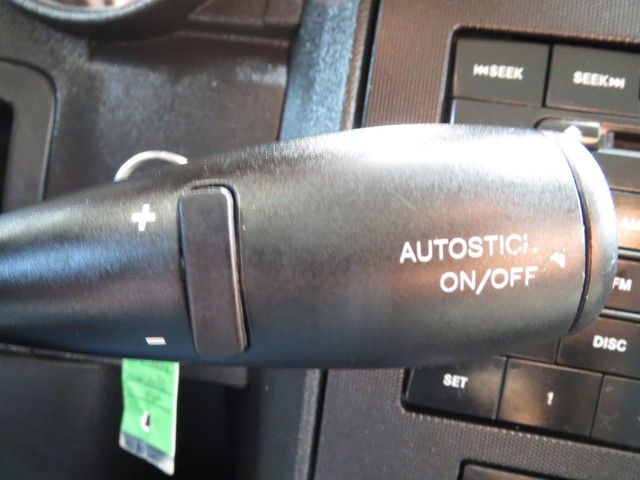 SEEK
SEEK
+
AUTOSTICK
ON/OFF
FM
DISC
SET
1
-